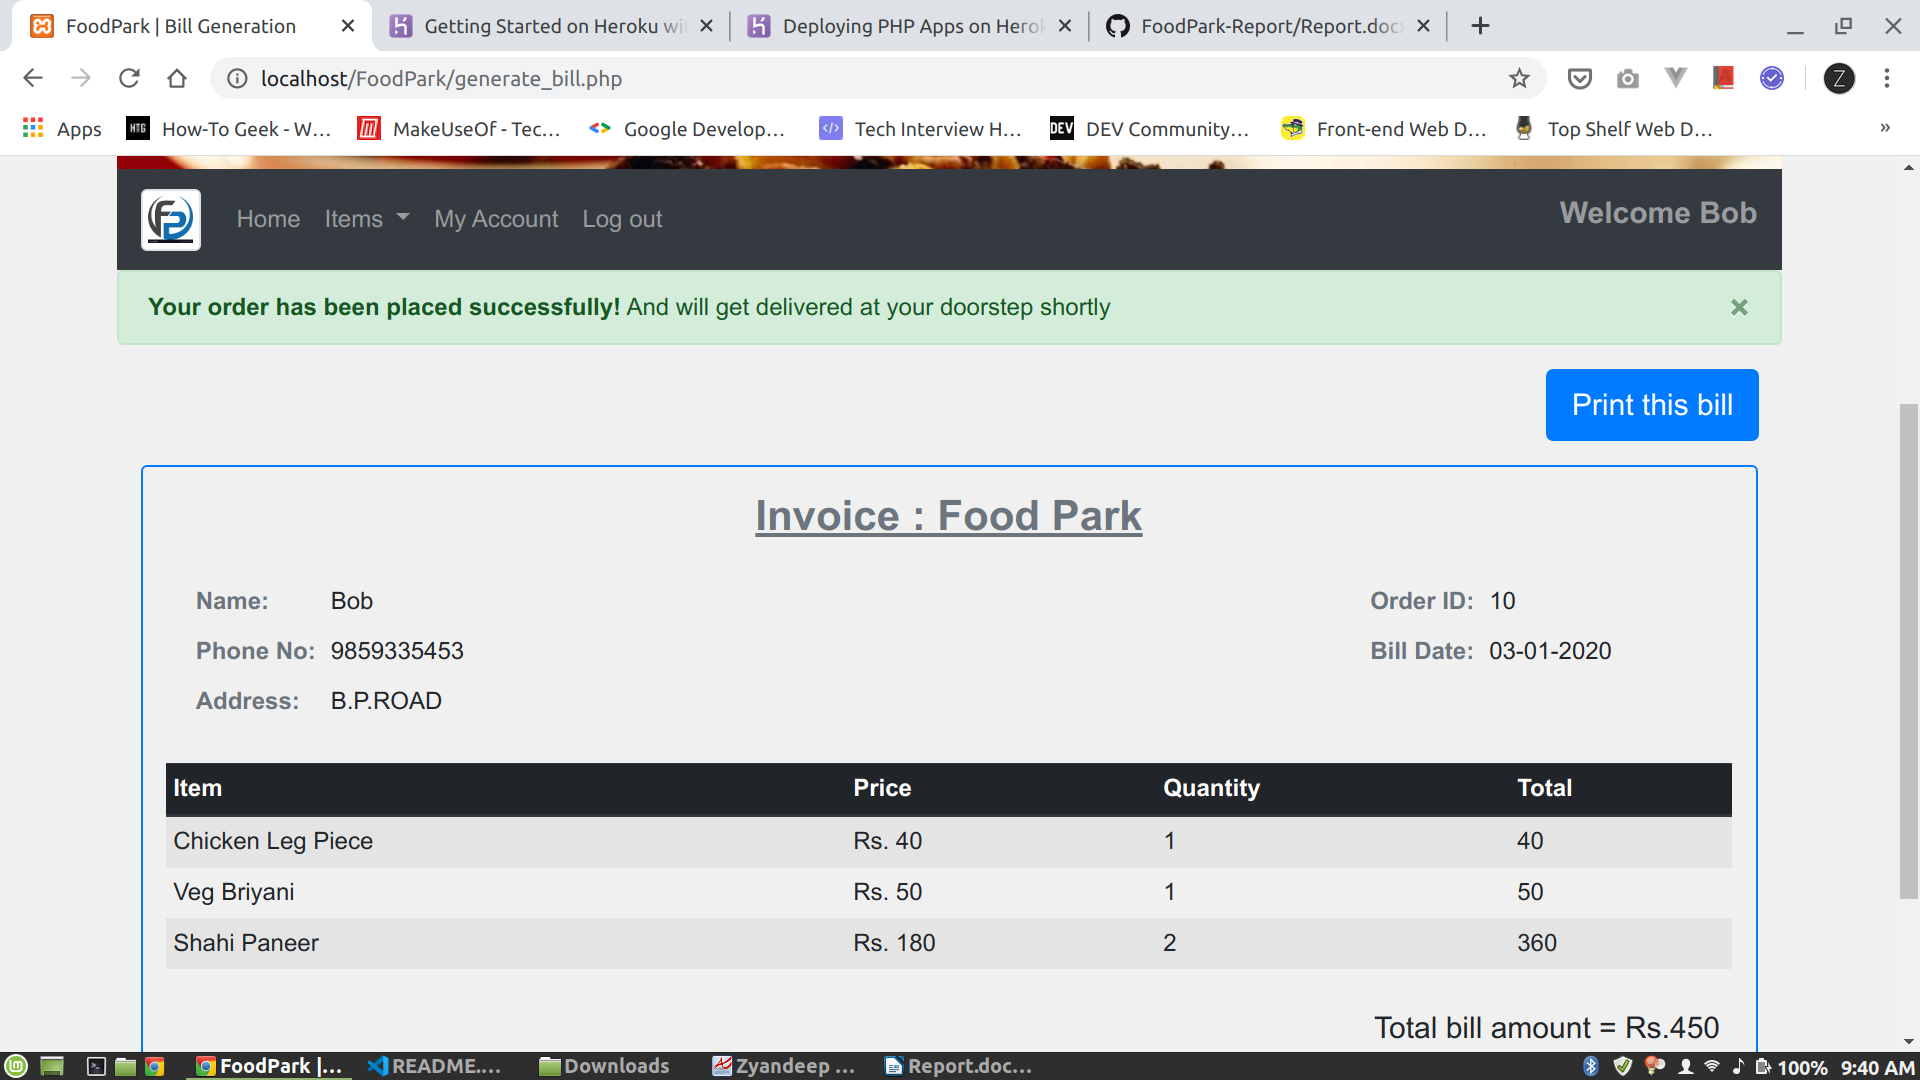 FoodPark | Bill Generation
Getting Started on Heroku wi
Deploying PHP Apps on Hero
FoodPark-Report/Report.doc
localhost/FoodPark/generate_bill.php
Z
Apps
HTG How-To Geek - W...
MakeUseOf - Tec...
Google Develop...
Tech Interview H...
DEV DEV Community...
Front-end Web D...
Top Shelf Web D...
»
FP Home Items My Account Log out Welcome Bob
Your order has been placed successfully! And will get delivered at your doorstep shortly ×
Print this bill
Invoice : Food Park
Name: Bob Order ID: 10
Phone No: 9859335453 Bill Date: 03-01-2020
Address: B.P.ROAD
Item Price Quantity Total
Chicken Leg Piece Rs. 40 1 40
Veg Briyani Rs. 50 1 50
Shahi Paneer Rs. 180 2 360
Total bill amount = Rs.450
FoodPark |... README.... Downloads Zyandeep ... Report.doc... 100% 9:40 AM